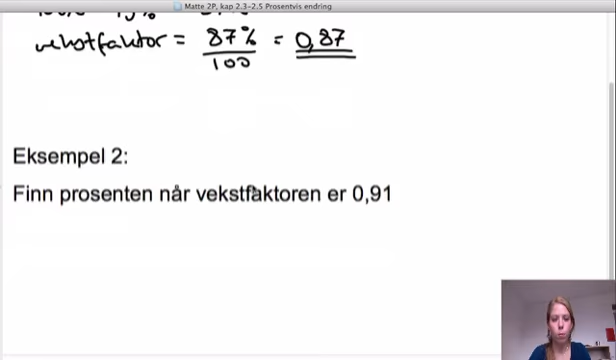 Matte 2P, kap 2.3-2.5 Prosentvis endring
vekstfaktor = 87% / 100 = 0,87
Eksempel 2:
Finn prosenten når vekstfaktoren er 0,91